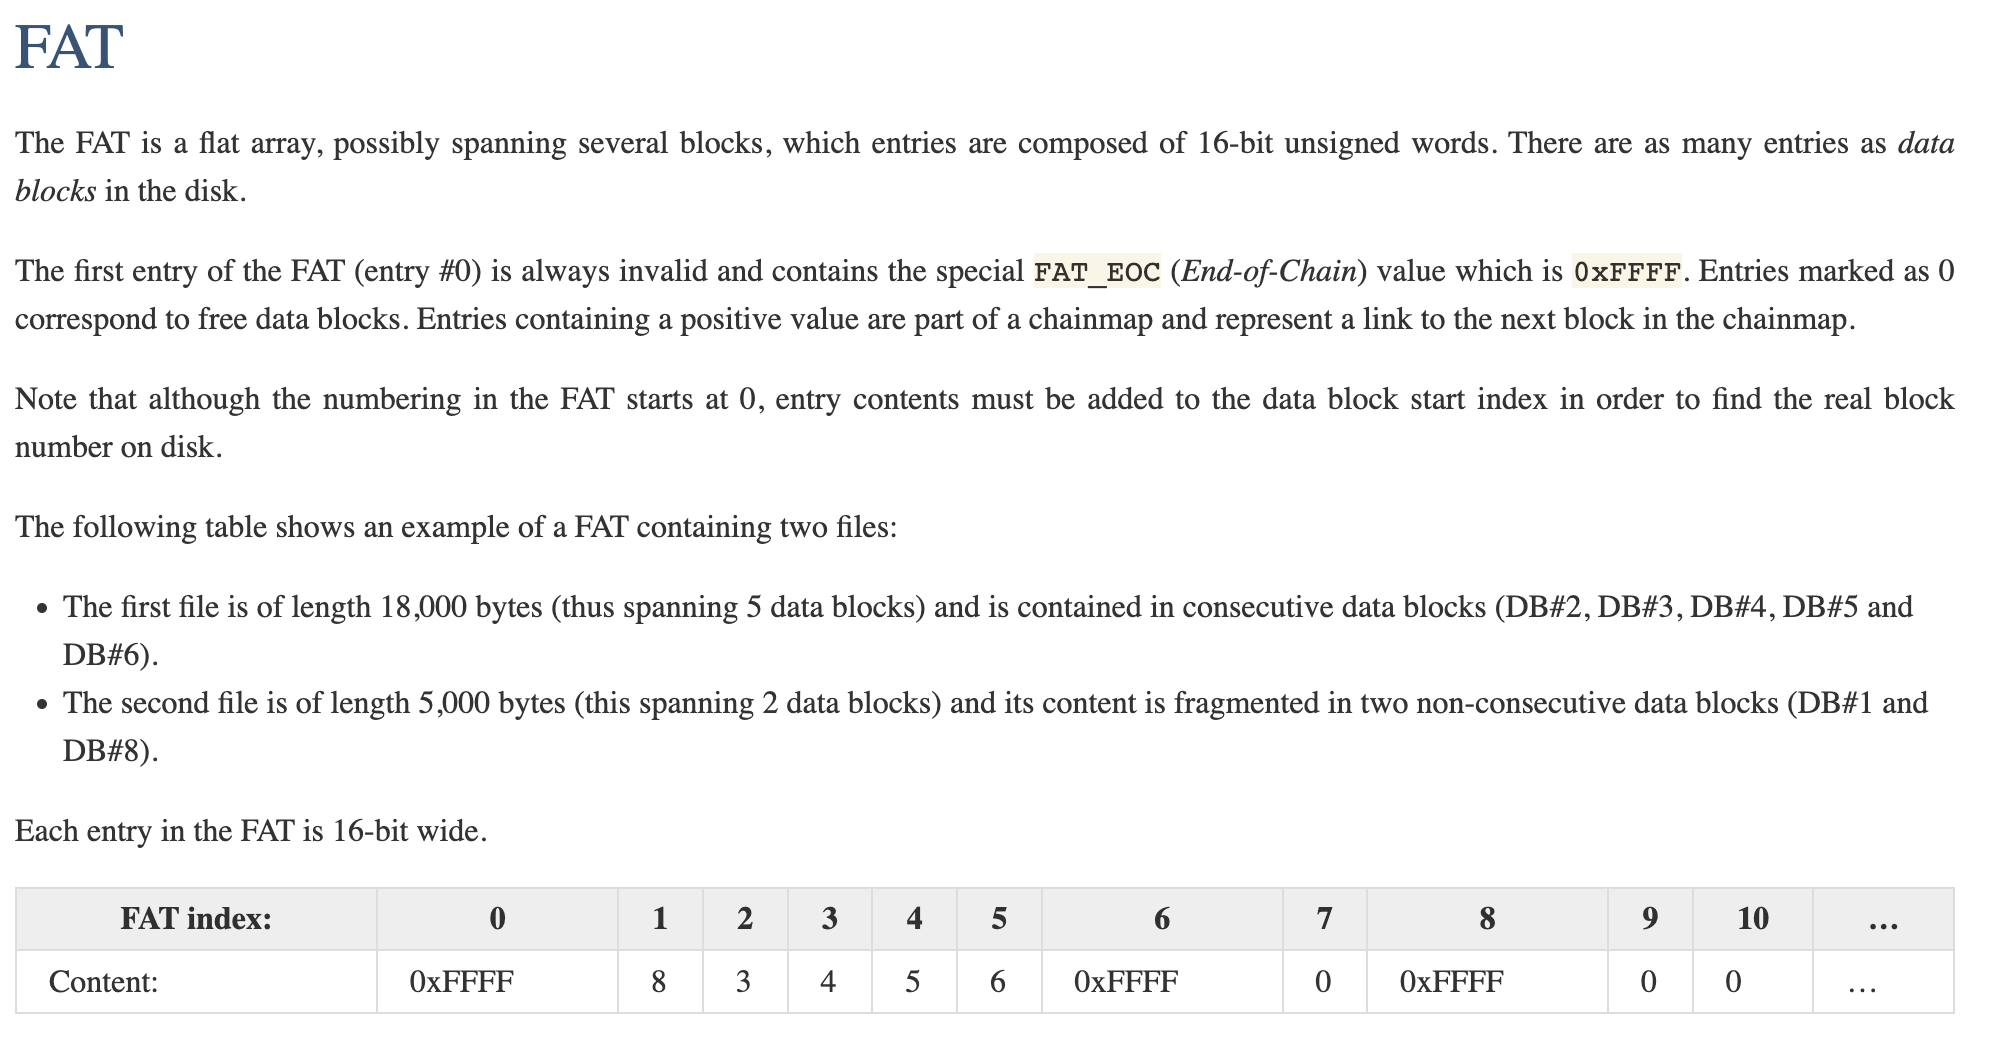 FAT
The FAT is a flat array, possibly spanning several blocks, which entries are composed of 16-bit unsigned words. There are as many entries as data
blocks in the disk.
The first entry of the FAT (entry #0) is always invalid and contains the special FAT_EOC (End-of-Chain) value which is 0xFFFF. Entries marked as 0
correspond to free data blocks. Entries containing a positive value are part of a chainmap and represent a link to the next block in the chainmap.
Note that although the numbering in the FAT starts at 0, entry contents must be added to the data block start index in order to find the real block
number on disk.
The following table shows an example of a FAT containing two files:
• The first file is of length 18,000 bytes (thus spanning 5 data blocks) and is contained in consecutive data blocks (DB#2, DB#3, DB#4, DB#5 and
DB#6).
• The second file is of length 5,000 bytes (this spanning 2 data blocks) and its content is fragmented in two non-consecutive data blocks (DB#1 and
DB#8).
Each entry in the FAT is 16-bit wide.
FAT index: 0 1 2 3 4 5 6 7 8 9 10 ...
Content: 0xFFFF 8 3 4 5 6 0xFFFF 0 0xFFFF 0 0 ...